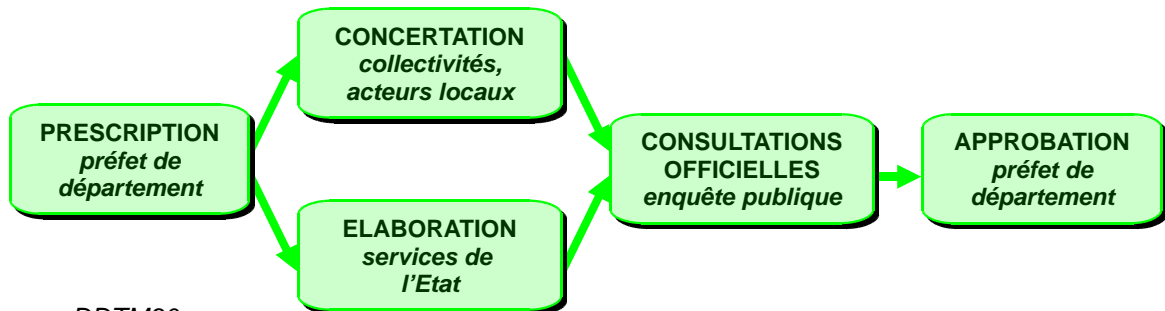 PRESCRIPTION
préfet de
département
CONCERTATION
collectivités,
acteurs locaux
ELABORATION
services de
l’Etat
CONSULTATIONS
OFFICIELLES
enquête publique
APPROBATION
préfet de
département